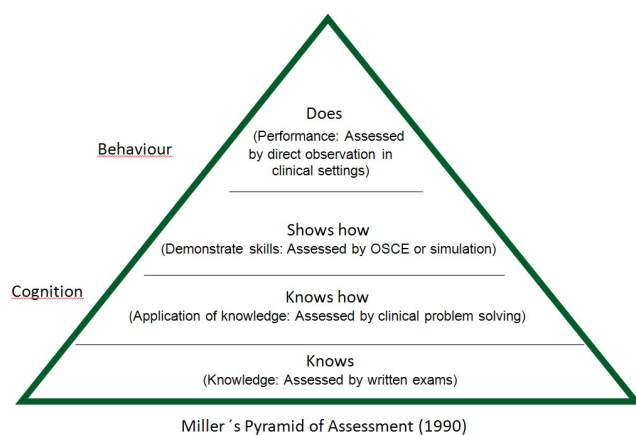 Does
(Performance: Assessed
by direct observation in
clinical settings)
Behaviour
Shows how
(Demonstrate skills: Assessed by OSCE or simulation)
Cognition
Knows how
(Application of knowledge: Assessed by clinical problem solving)
Knows
(Knowledge: Assessed by written exams)
Miller ´s Pyramid of Assessment (1990)